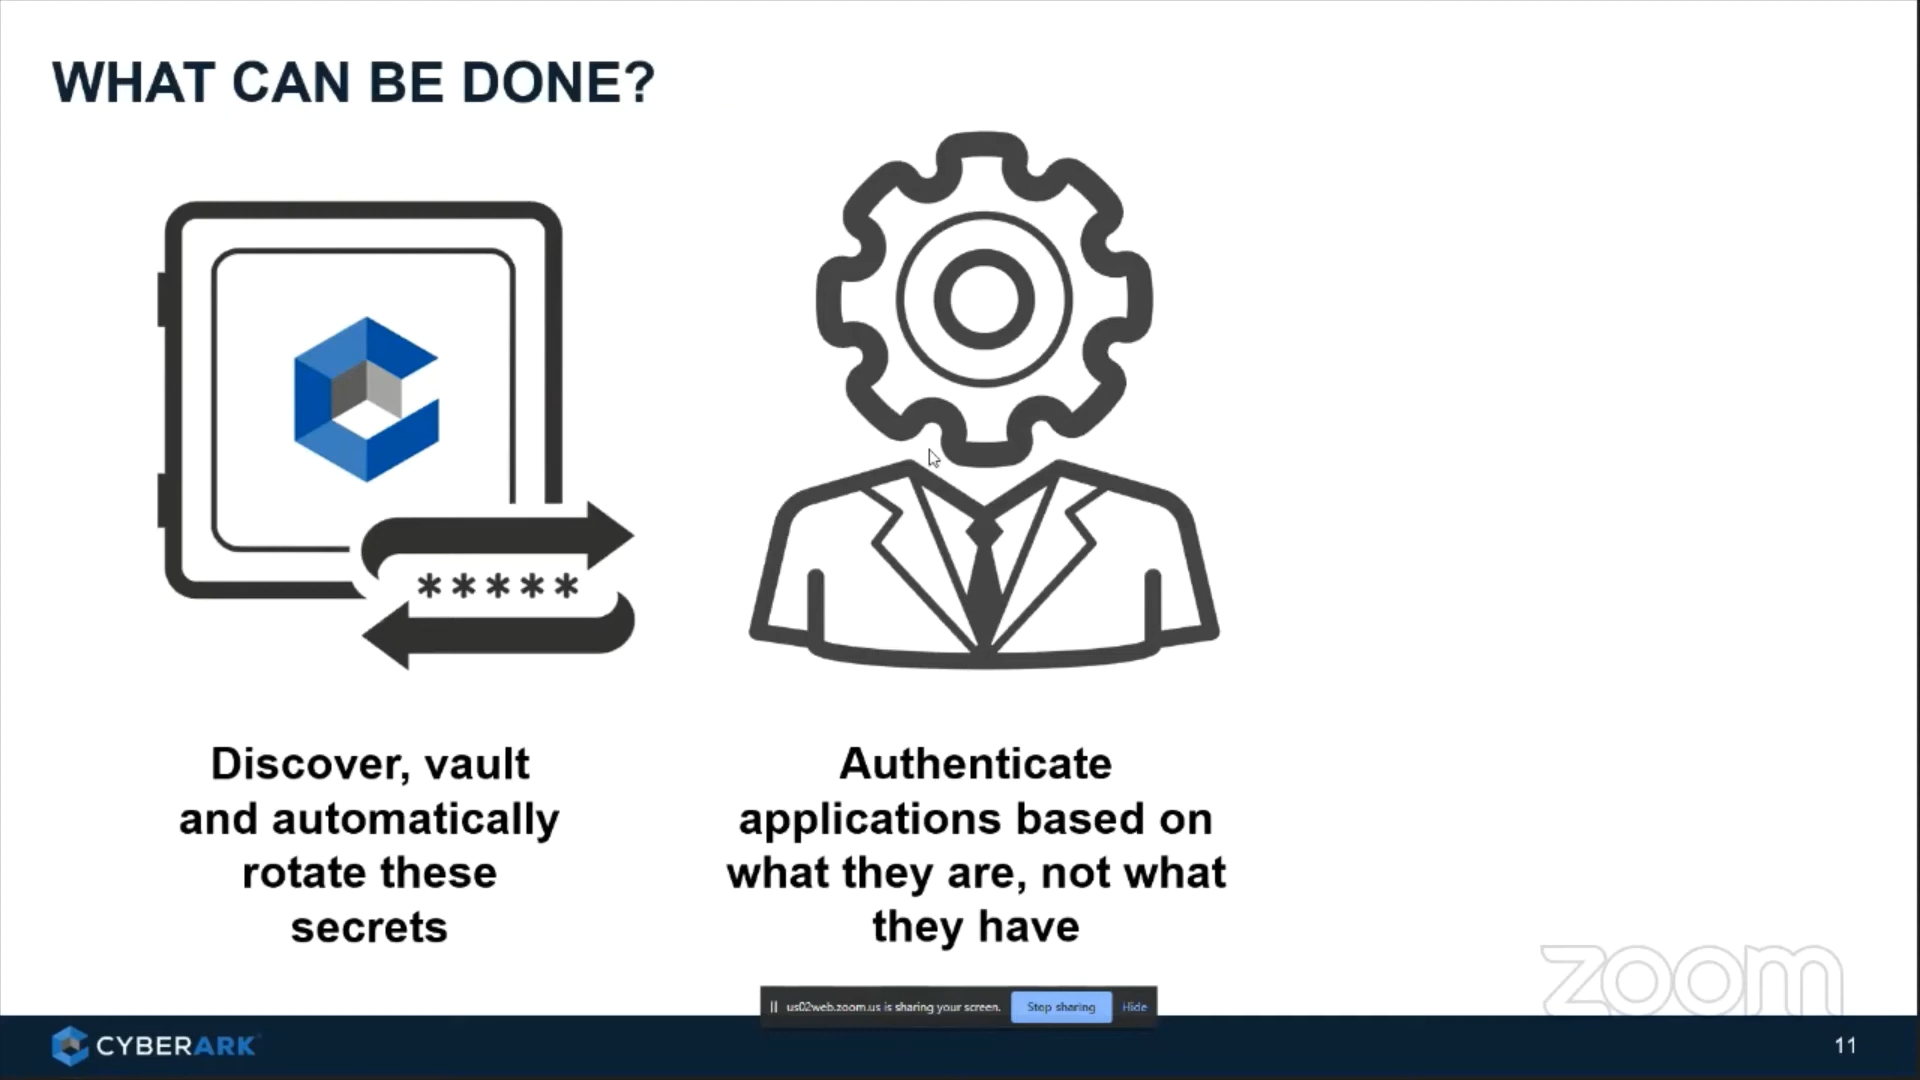 WHAT CAN BE DONE?
*****
Discover, vault
and automatically
rotate these
secrets
Authenticate
applications based on
what they are, not what
they have
zoom
us02web.zoom.us is sharing your screen.
Stop sharing
Hide
CYBERARK
11